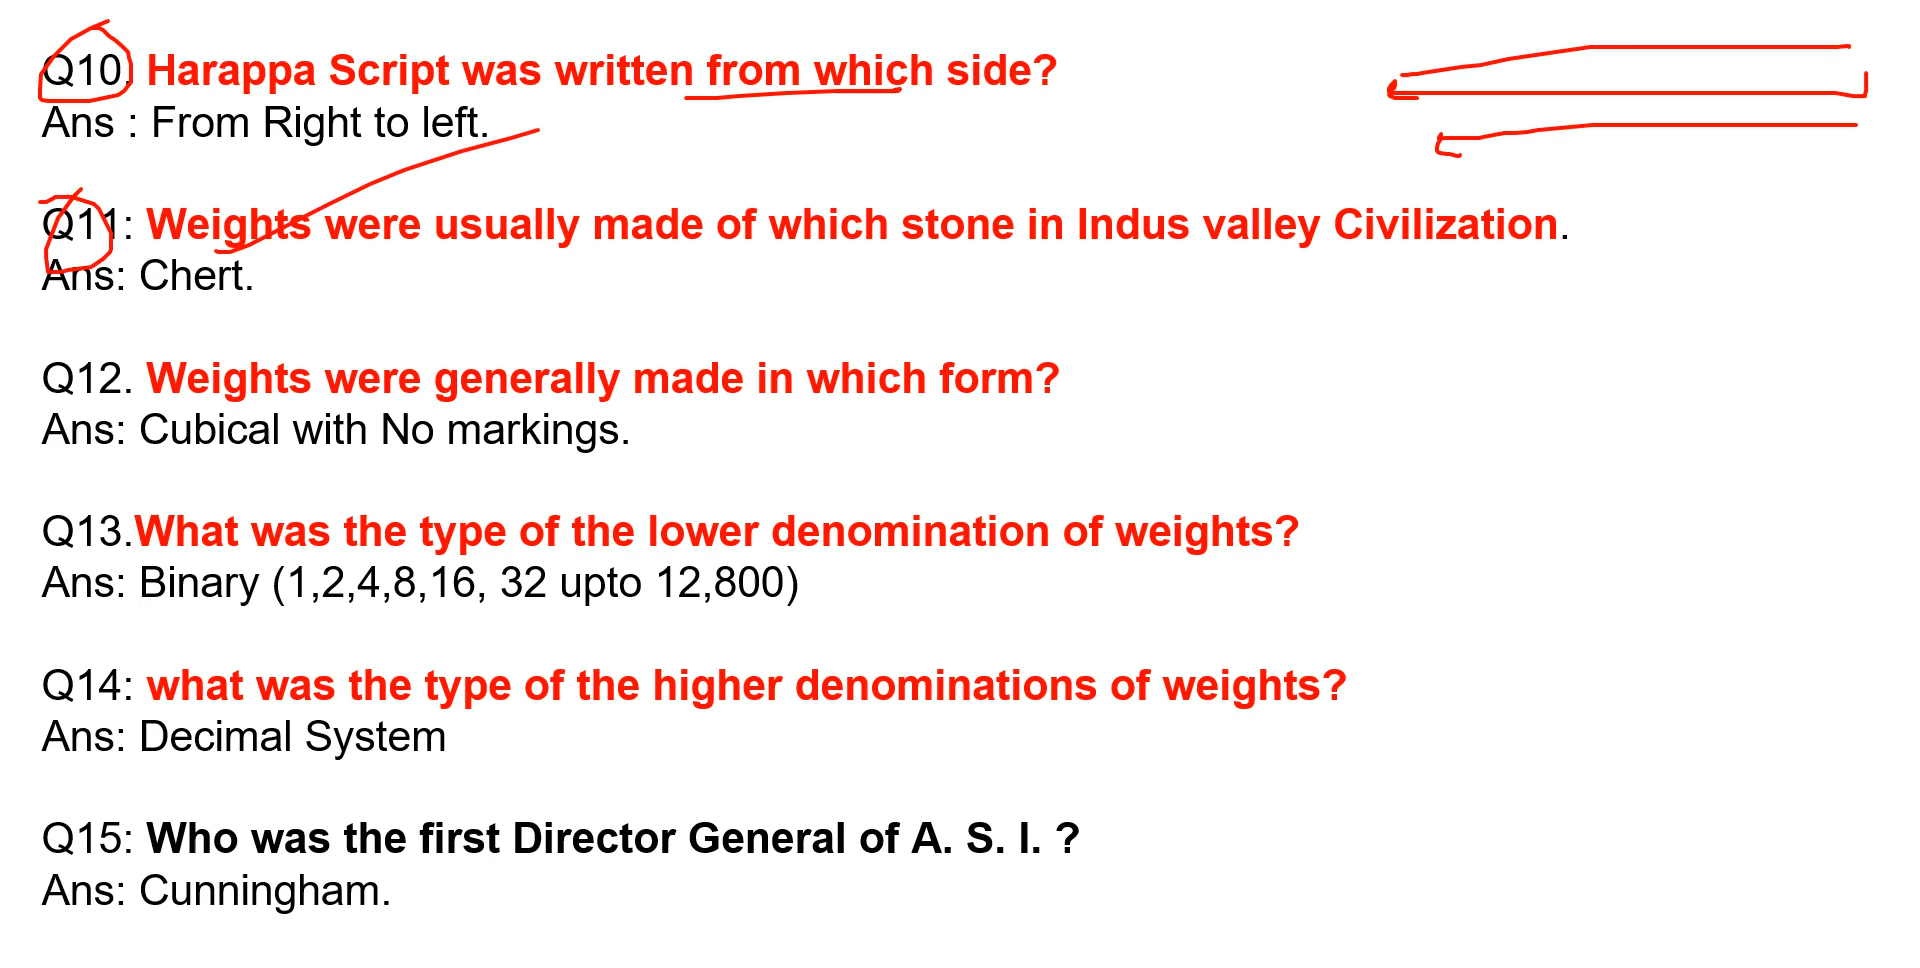 Q10. Harappa Script was written from which side?
Ans : From Right to left.
Q11: Weights were usually made of which stone in Indus valley Civilization.
Ans: Chert.
Q12. Weights were generally made in which form?
Ans: Cubical with No markings.
Q13.What was the type of the lower denomination of weights?
Ans: Binary (1,2,4,8,16, 32 upto 12,800)
Q14: what was the type of the higher denominations of weights?
Ans: Decimal System
Q15: Who was the first Director General of A. S. I. ?
Ans: Cunningham.